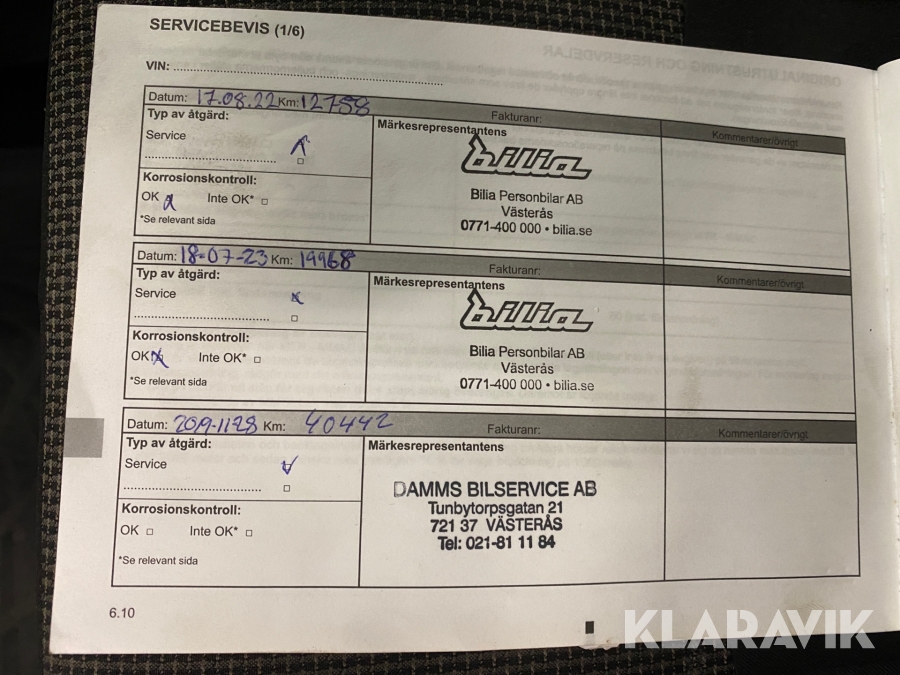 SERVICEBEVIS (1/6)
VIN:
Datum: 17.08.22 Km: 12758 Fakturanr:
Typ av åtgärd: Märkesrepresentantens Kommentarer/övrigt
Service
bilia
Korrosionskontroll:
OK Inte OK*
*Se relevant sida
Bilia Personbilar AB
Västerås
0771-400 000 • bilia.se
Datum: 18-07-23 Km: 19968 Fakturanr:
Typ av åtgärd: Märkesrepresentantens Kommentarer/övrigt
Service
bilia
Korrosionskontroll:
OK Inte OK*
*Se relevant sida
Bilia Personbilar AB
Västerås
0771-400 000 • bilia.se
Datum: 2019-1128 Km: 40442 Fakturanr:
Typ av åtgärd: Märkesrepresentantens Kommentarer/övrigt
Service
Korrosionskontroll:
OK Inte OK*
*Se relevant sida
DAMMS BILSERVICE AB
Tunbytorpsgatan 21
721 37 VÄSTERÅS
Tel: 021-81 11 84
6.10
KLARAVIK